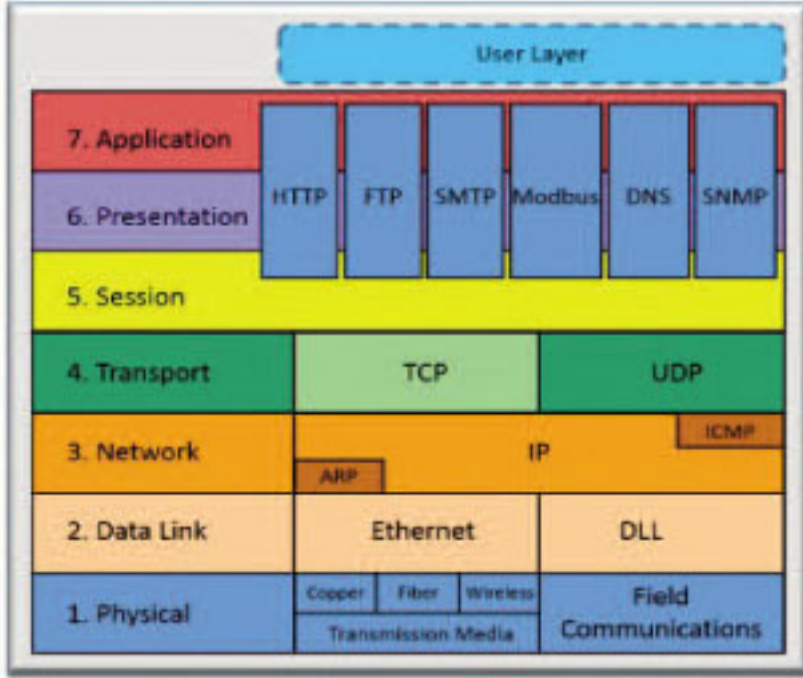 User Layer
7. Application
HTTP FTP SMTP Modbus DNS SNMP
6. Presentation
5. Session
4. Transport TCP UDP
ICMP
3. Network IP
ARP
2. Data Link Ethernet DLL
Copper Fiber Wireless Field
1. Physical
Transmission Media Communications